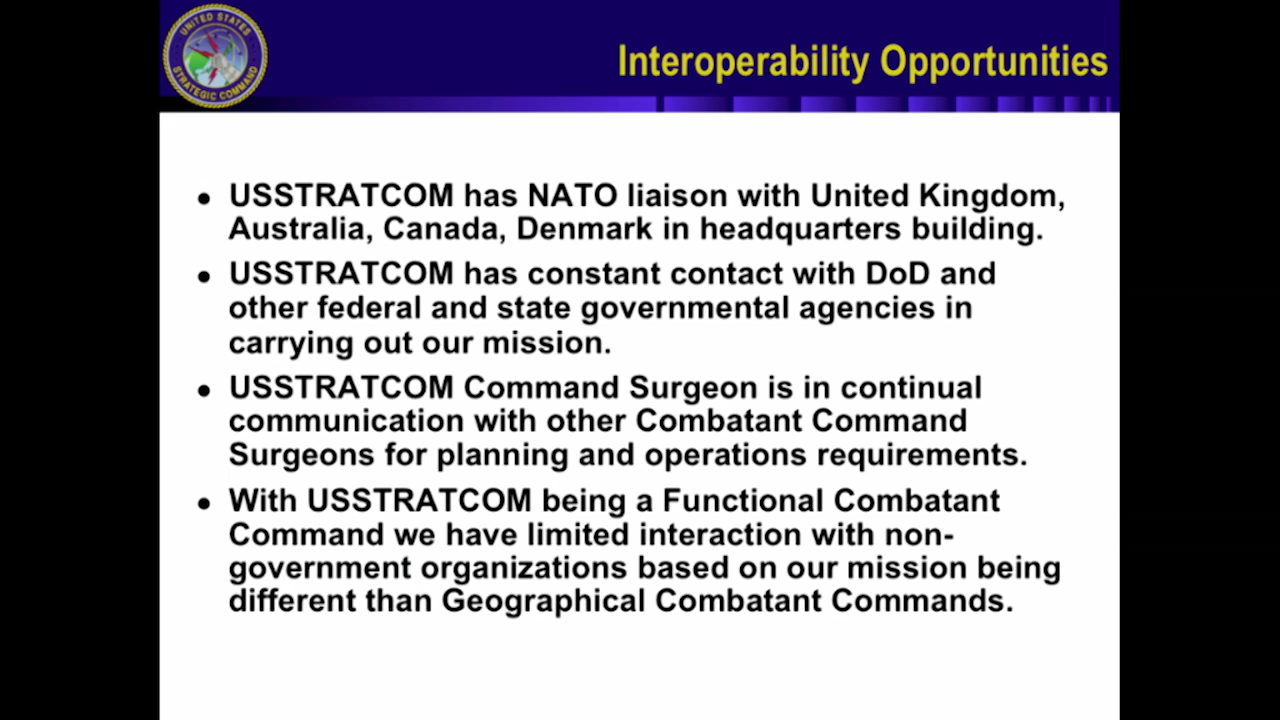 UNITED STATES
STRATEGIC COMMAND
Interoperability Opportunities
• USSTRATCOM has NATO liaison with United Kingdom,
Australia, Canada, Denmark in headquarters building.
• USSTRATCOM has constant contact with DoD and
other federal and state governmental agencies in
carrying out our mission.
• USSTRATCOM Command Surgeon is in continual
communication with other Combatant Command
Surgeons for planning and operations requirements.
• With USSTRATCOM being a Functional Combatant
Command we have limited interaction with non-
government organizations based on our mission being
different than Geographical Combatant Commands.